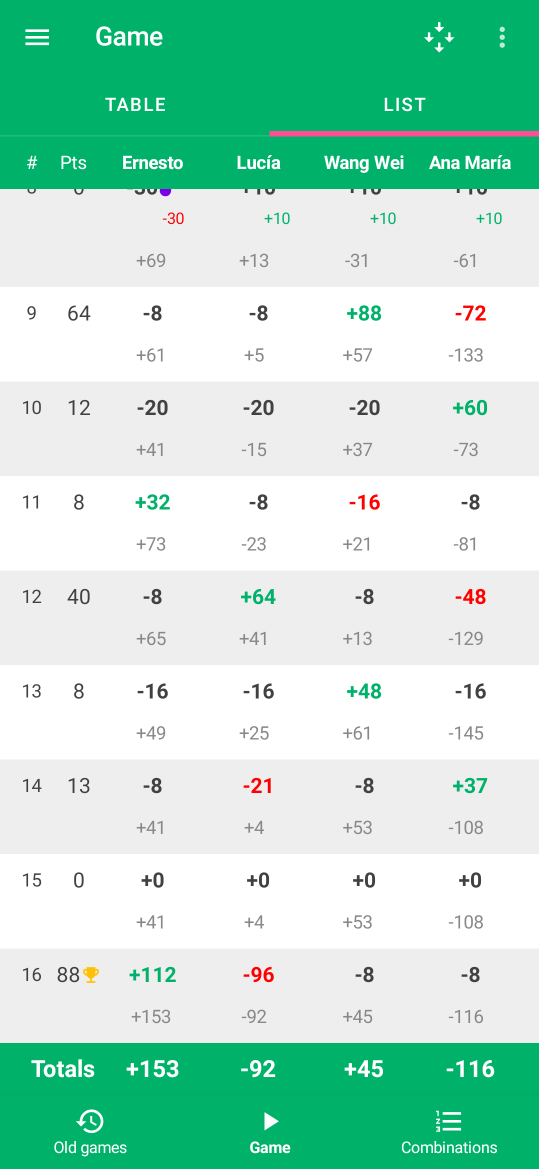 Game
TABLE LIST
# Pts Ernesto Lucía Wang Wei Ana María
-30 +10 +10 +10
+69 +13 -31 -61
9 64 -8 -8 +88 -72
+61 +5 +57 -133
10 12 -20 -20 -20 +60
+41 -15 +37 -73
11 8 +32 -8 -16 -8
+73 -23 +21 -81
12 40 -8 +64 -8 -48
+65 +41 +13 -129
13 8 -16 -16 +48 -16
+49 +25 +61 -145
14 13 -8 -21 -8 +37
+41 +4 +53 -108
15 0 +0 +0 +0 +0
+41 +4 +53 -108
16 88 +112 -96 -8 -8
+153 -92 +45 -116
Totals +153 -92 +45 -116
Old games Game Combinations